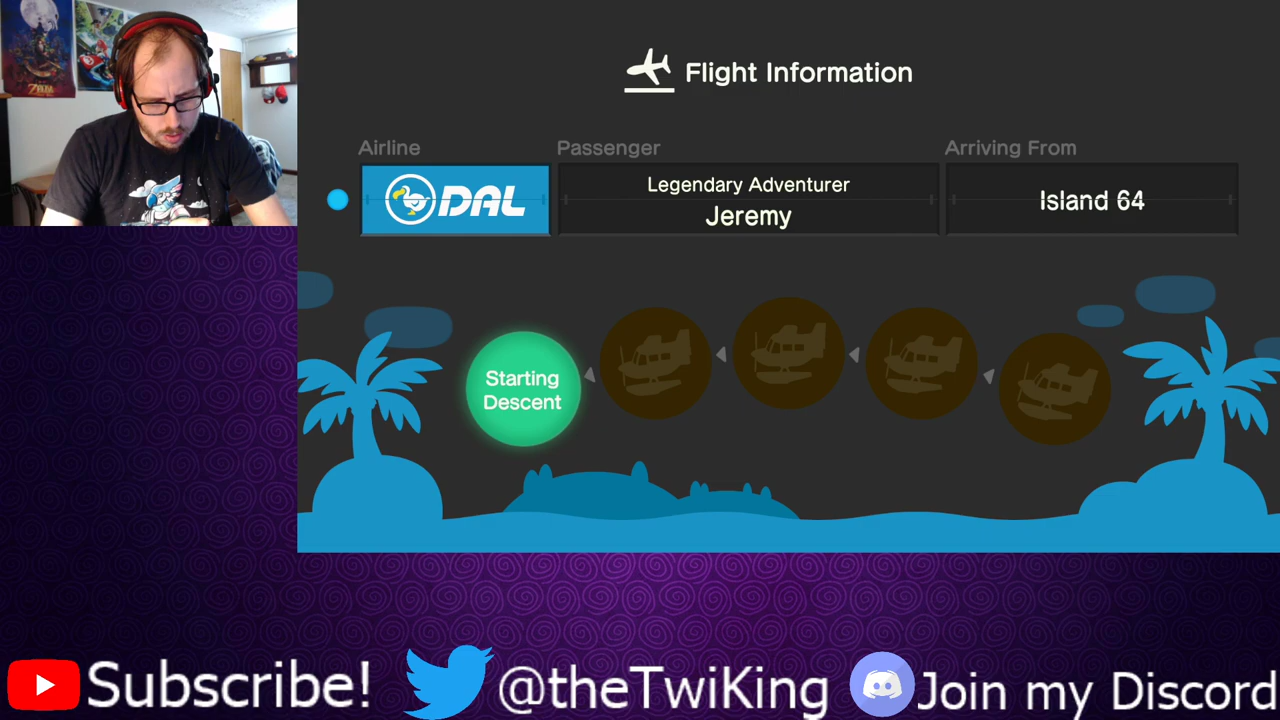 Flight Information
Airline
Passenger
Arriving From
DAL
Legendary Adventurer
Jeremy
Island 64
Starting
Descent
ZELDA
Subscribe!
@theTwiKing
Join my Discord